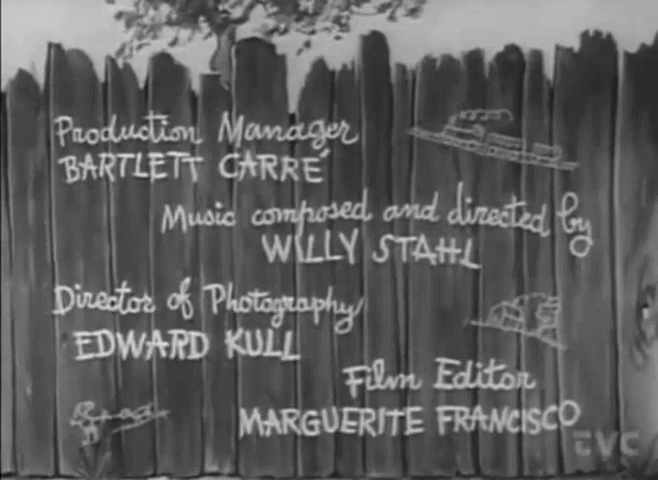 Production Manager
BARTLETT CARRÉ
Music composed and directed by
WILLY STAHL
Director of Photography
EDWARD KULL
Film Editor
MARGUERITE FRANCISCO
TVC